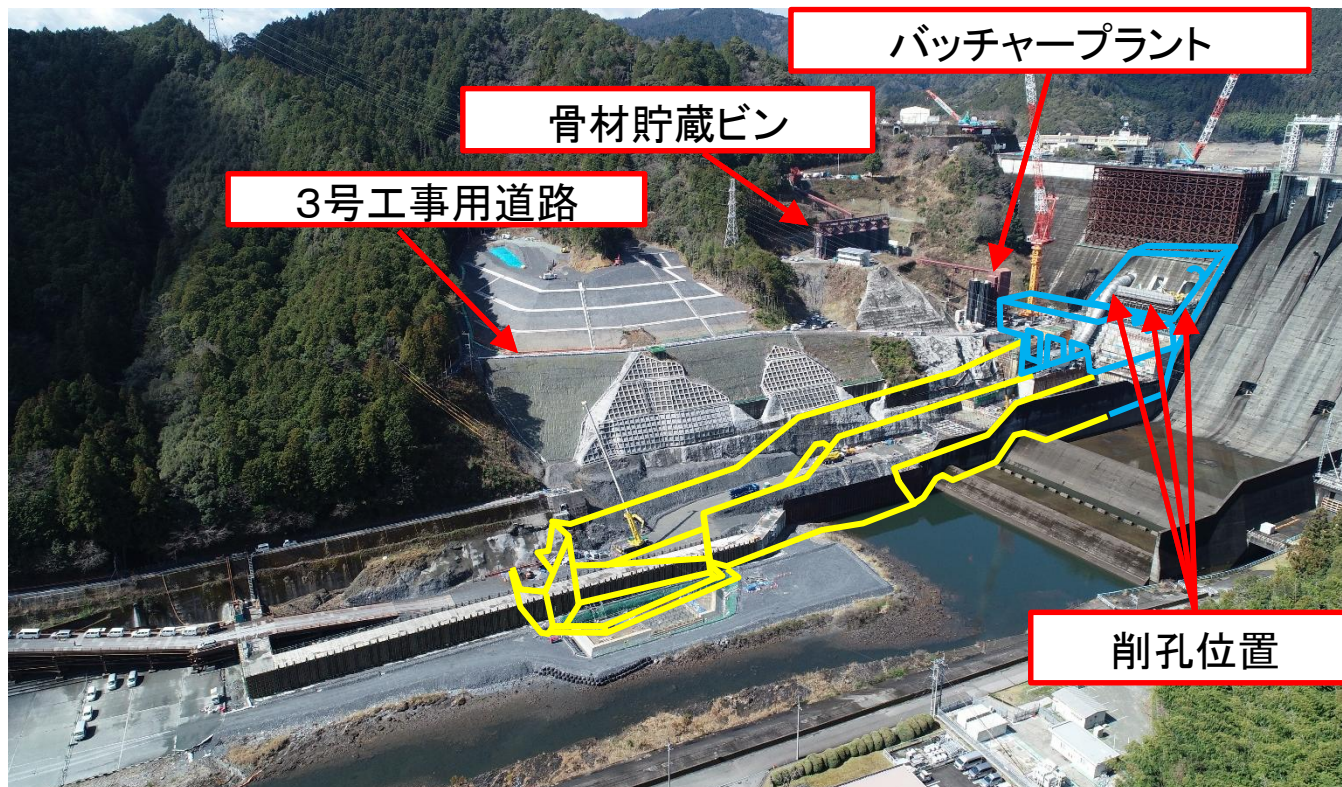 バッチャープラント
骨材貯蔵ビン
3号工事用道路
削孔位置